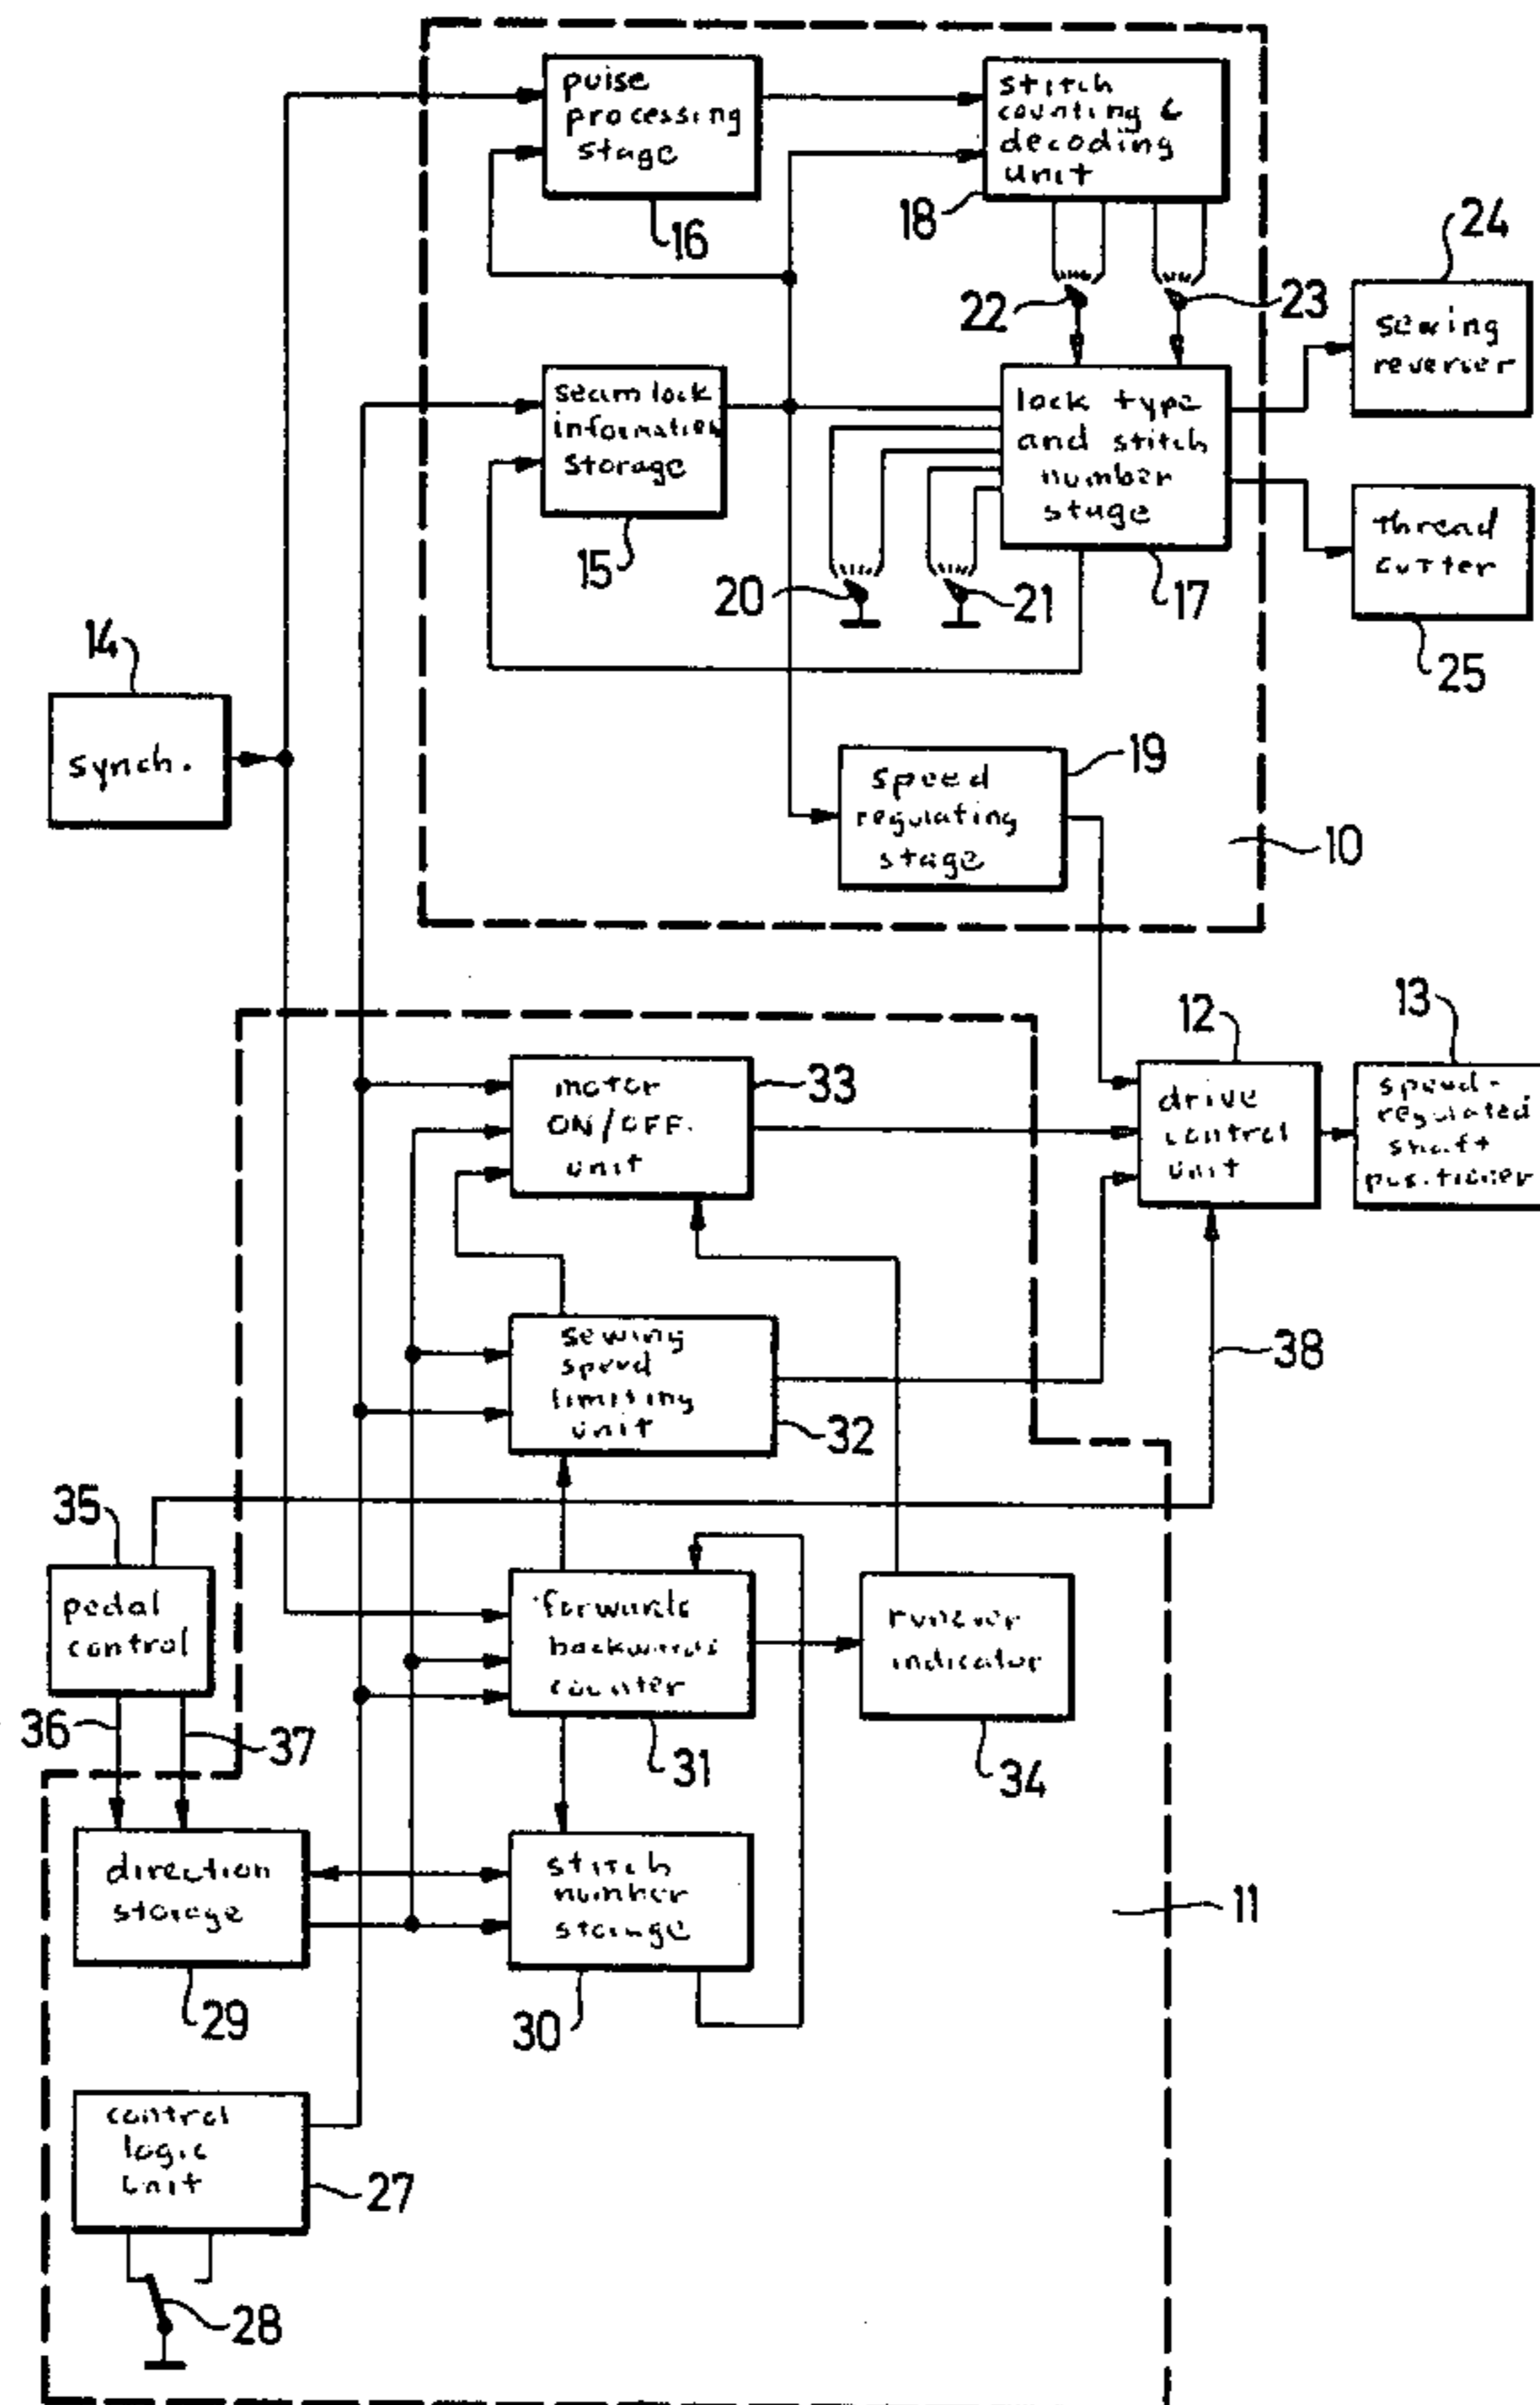 puise
processing
stage
16
stitch
counting &
decoding
unit
18
22
23
24
sewing
reverser
seam lock
information
storage
15
lock type
and stitch
number
stage
17
20
21
thread
cutter
25
14
synch.
19
speed
regulating
stage
10
motor
ON/OFF.
unit
33
12
drive
control
unit
13
speed-
regulated
shaft
positioner
sewing
speed
limiting
unit
32
38
35
pedal
control
36
37
forwards
backwards
counter
31
runover
indicator
34
direction
storage
29
stitch
number
storage
30
11
control
logic
unit
27
28